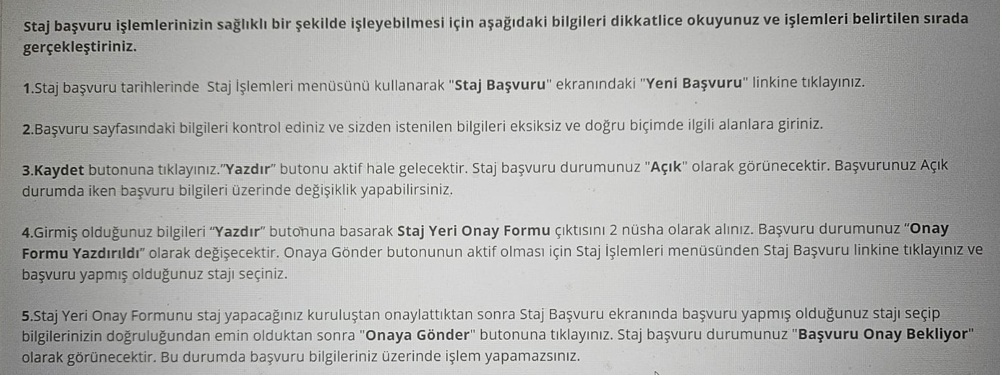 Staj başvuru işlemlerinizin sağlıklı bir şekilde işleyebilmesi için aşağıdaki bilgileri dikkatlice okuyunuz ve işlemleri belirtilen sırada
gerçekleştiriniz.
1.Staj başvuru tarihlerinde Staj İşlemleri menüsünü kullanarak "Staj Başvuru" ekranındaki "Yeni Başvuru" linkine tıklayınız.
2.Başvuru sayfasındaki bilgileri kontrol ediniz ve sizden istenilen bilgileri eksiksiz ve doğru biçimde ilgili alanlara giriniz.
3.Kaydet butonuna tıklayınız.”Yazdır” butonu aktif hale gelecektir. Staj başvuru durumunuz "Açık" olarak görünecektir. Başvurunuz Açık
durumda iken başvuru bilgileri üzerinde değişiklik yapabilirsiniz.
4.Girmiş olduğunuz bilgileri “Yazdır” butonuna basarak Staj Yeri Onay Formu çıktısını 2 nüsha olarak alınız. Başvuru durumunuz “Onay
Formu Yazdırıldı” olarak değişecektir. Onaya Gönder butonunun aktif olması için Staj İşlemleri menüsünden Staj Başvuru linkine tıklayınız ve
başvuru yapmış olduğunuz stajı seçiniz.
5.Staj Yeri Onay Formunu staj yapacağınız kuruluştan onaylattıktan sonra Staj Başvuru ekranında başvuru yapmış olduğunuz stajı seçip
bilgilerinizin doğruluğundan emin olduktan sonra "Onaya Gönder" butonuna tıklayınız. Staj başvuru durumunuz "Başvuru Onay Bekliyor"
olarak görünecektir. Bu durumda başvuru bilgileriniz üzerinde işlem yapamazsınız.